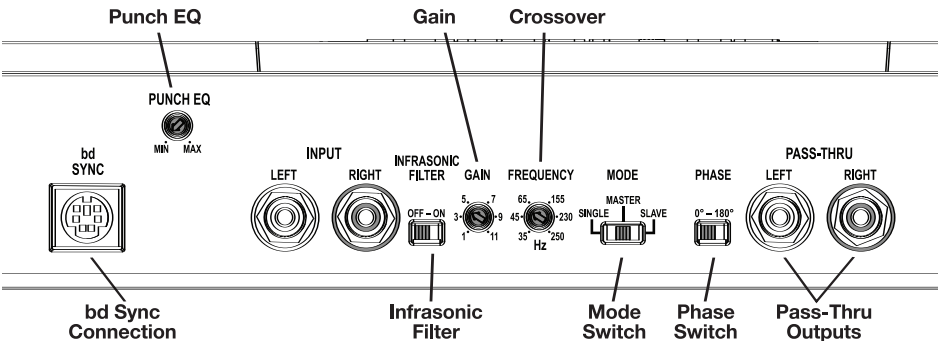 Punch EQ
Gain
Crossover
PUNCH EQ
MIN MAX
bd
SYNC
INPUT
LEFT
RIGHT
INFRASONIC
FILTER
OFF – ON
GAIN
5 7
3 9
1 11
FREQUENCY
65 155
45 230
35 250
Hz
MODE
MASTER
SINGLE SLAVE
PHASE
0° – 180°
PASS-THRU
LEFT
RIGHT
bd Sync
Connection
Infrasonic
Filter
Mode
Switch
Phase
Switch
Pass-Thru
Outputs